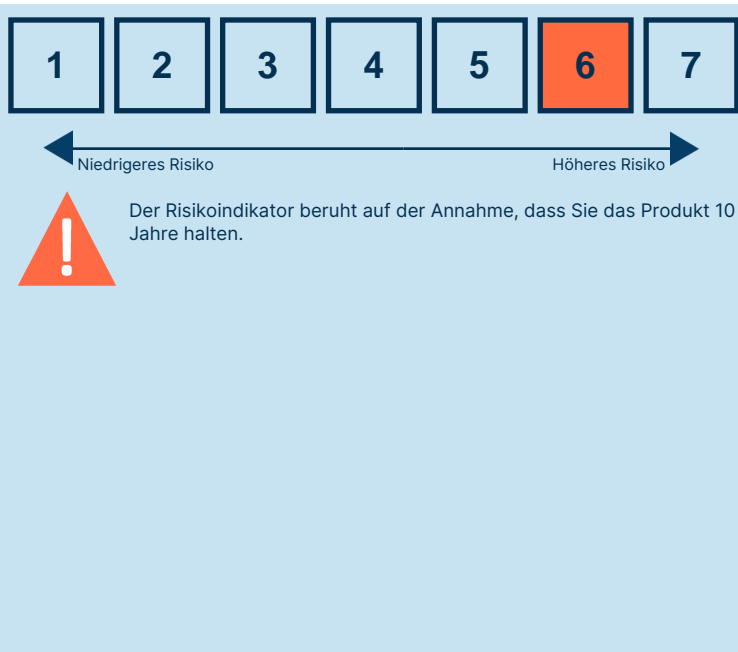 1 2 3 4 5 6 7
Niedrigeres Risiko Höheres Risiko
!
Der Risikoindikator beruht auf der Annahme, dass Sie das Produkt 10
Jahre halten.